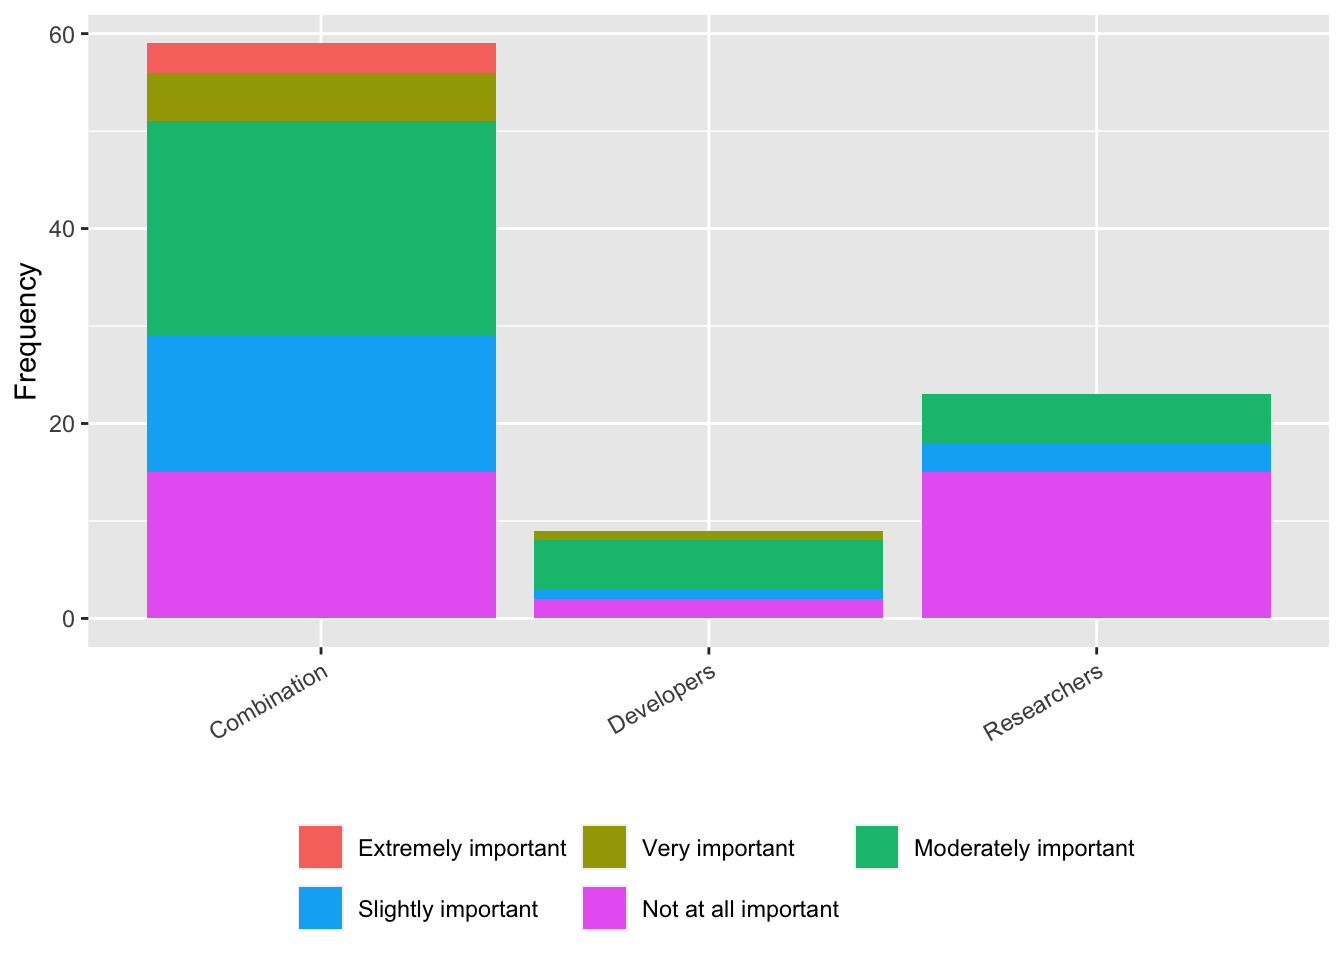 60
40
20
0
Frequency
Combination
Developers
Researchers
Extremely important
Very important
Moderately important
Slightly important
Not at all important